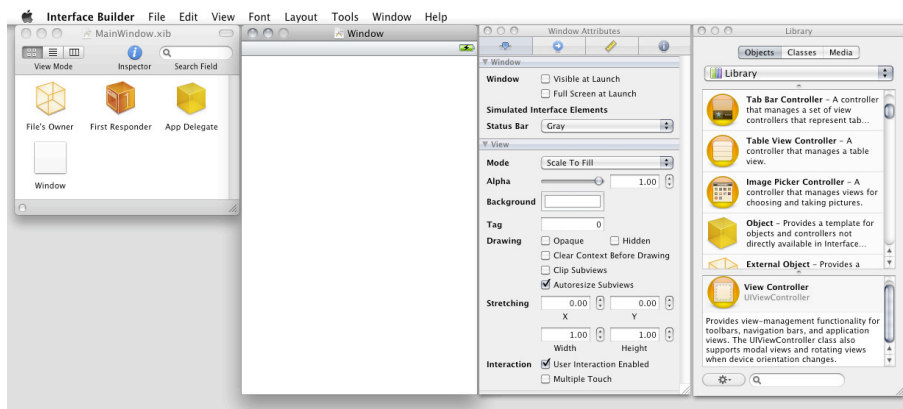 Interface Builder File Edit View Font Layout Tools Window Help
MainWindow.xib
View Mode Inspector Search Field
File's Owner First Responder App Delegate
Window
Window
Window Attributes
Window
Window Visible at Launch
Full Screen at Launch
Simulated Interface Elements
Status Bar Gray
View
Mode Scale To Fill
Alpha 1.00
Background
Tag 0
Drawing Opaque Hidden
Clear Context Before Drawing
Clip Subviews
Autoresize Subviews
Stretching 0.00 0.00
X Y
1.00 1.00
Width Height
Interaction User Interaction Enabled
Multiple Touch
Library
Objects Classes Media
Library
Tab Bar Controller – A controller
that manages a set of view
controllers that represent tab...
Table View Controller – A
controller that manages a table
view.
Image Picker Controller – A
controller that manages views for
choosing and taking pictures.
Object – Provides a template for
objects and controllers not
directly available in Interface...
External Object – Provides a
View Controller
UIViewController
Provides view-management functionality for
toolbars, navigation bars, and application
views. The UIViewController class also
supports modal views and rotating views
when device orientation changes.